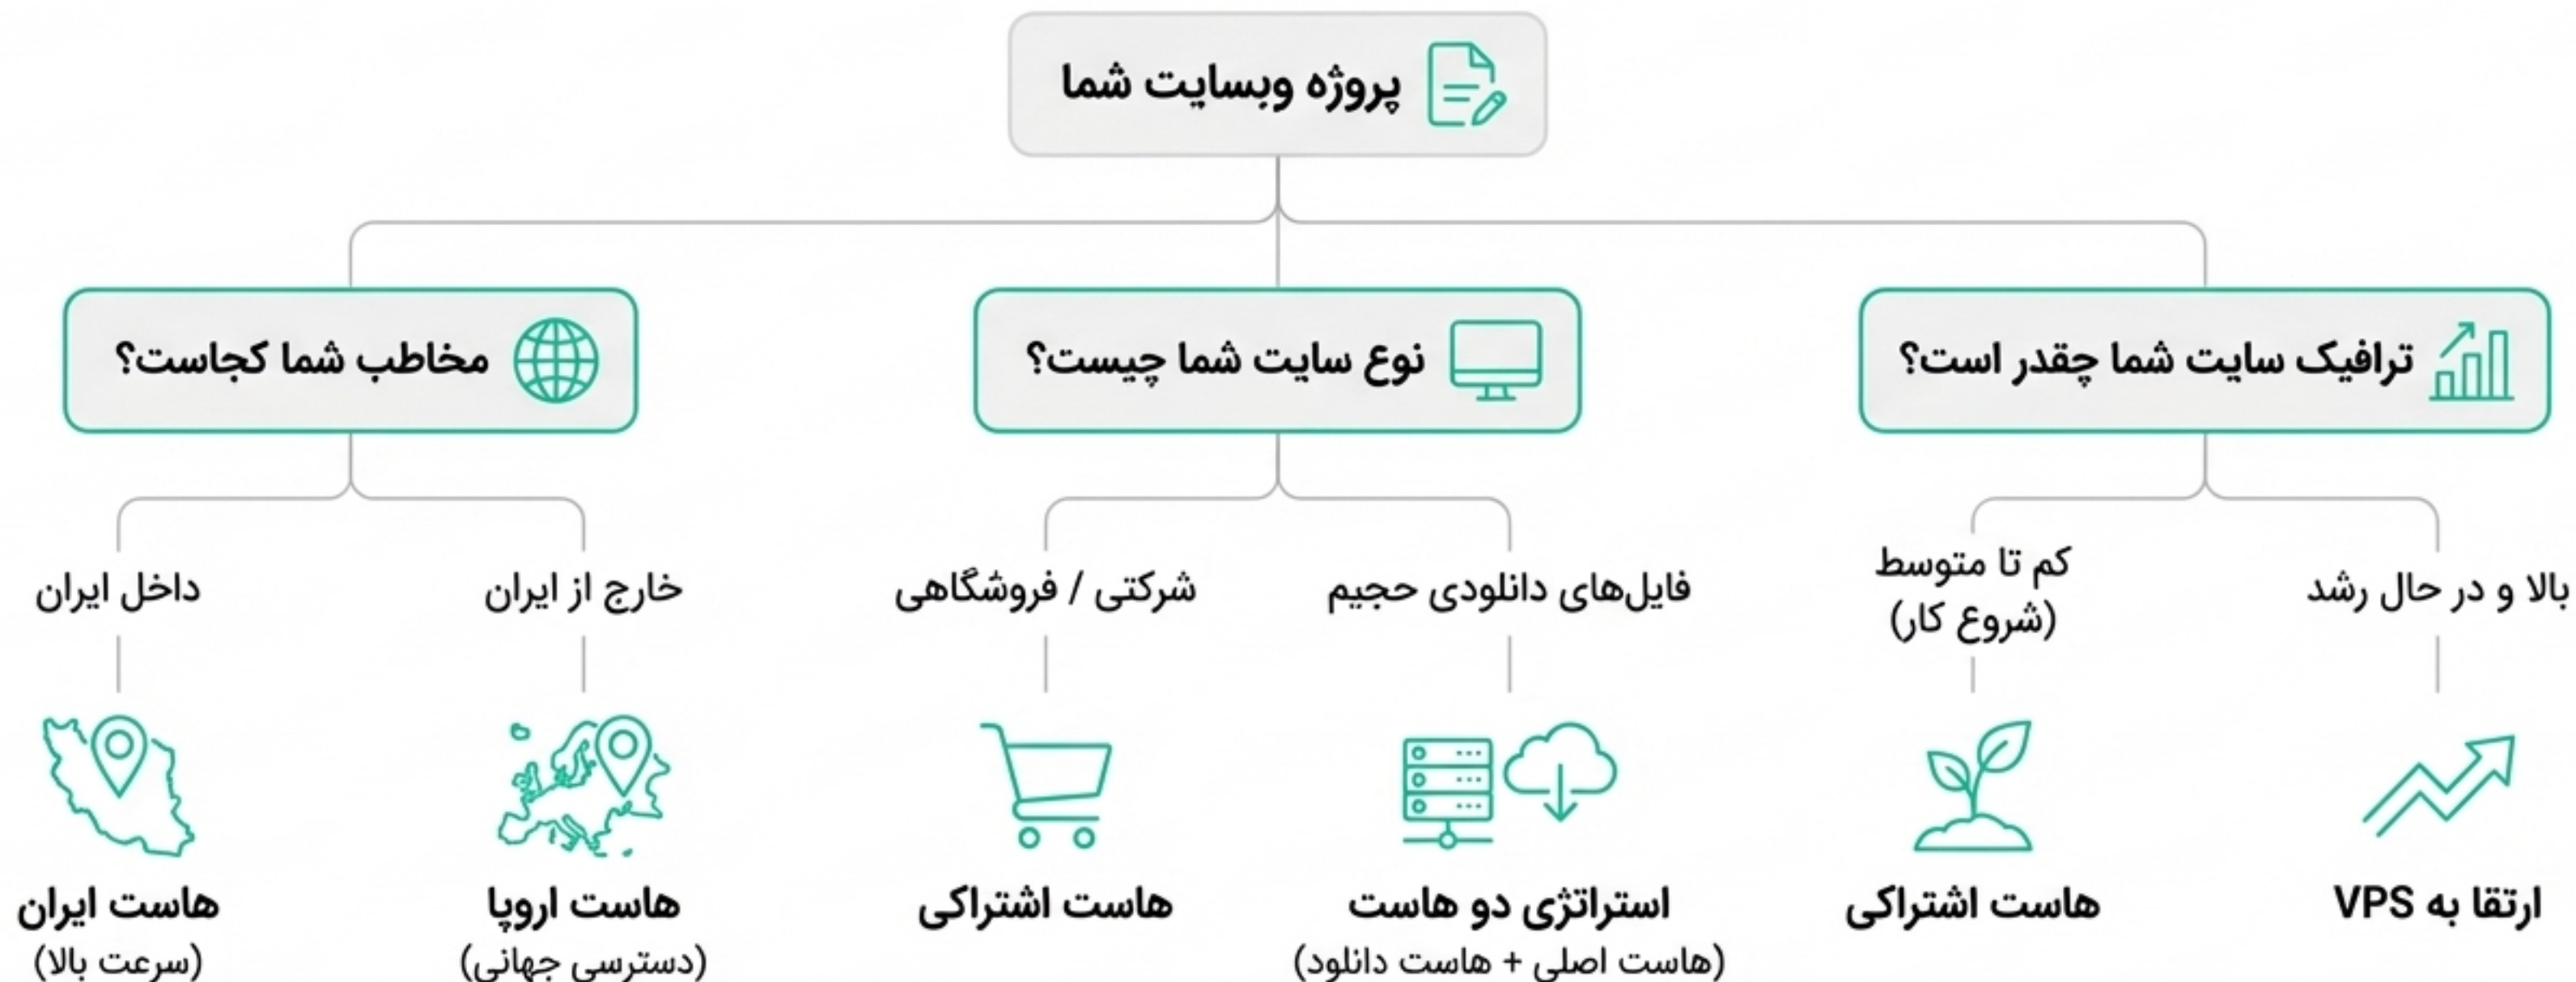 پروژه وبسایت شما
ترافیک سایت شما چقدر است؟
نوع سایت شما چیست؟
مخاطب شما کجاست؟
بالا و در حال رشد
کم تا متوسط
(شروع کار)
فایل‌های دانلودی حجیم
شرکتی / فروشگاهی
خارج از ایران
داخل ایران
ارتقا به VPS
هاست اشتراکی
استراتژی دو هاست
(هاست اصلی + هاست دانلود)
هاست اشتراکی
هاست اروپا
(دسترسی جهانی)
هاست ایران
(سرعت بالا)